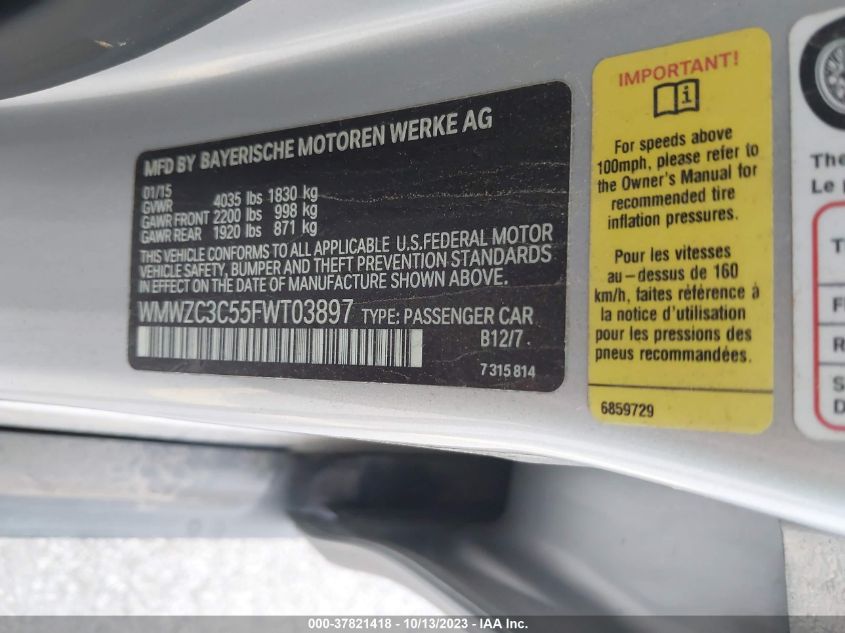 MFD BY BAYERISCHE MOTOREN WERKE AG
01/15
GVWR 4035 lbs 1830 kg
GAWR FRONT 2200 lbs 998 kg
GAWR REAR 1920 lbs 871 kg
THIS VEHICLE CONFORMS TO ALL APPLICABLE U.S.FEDERAL MOTOR
VEHICLE SAFETY, BUMPER AND THEFT PREVENTION STANDARDS
IN EFFECT ON THE DATE OF MANUFACTURE SHOWN ABOVE.
WMWZC3C55FWT03897 TYPE: PASSENGER CAR
B12/7
7 315 814
IMPORTANT!
i
For speeds above
100mph, please refer to
the Owner's Manual for
recommended tire
inflation pressures.
Pour les vitesses
au-dessus de 160
km/h, faites référence à
la notice d'utilisation
pour les pressions des
pneus recommandées.
6859729
The
Le
T
F
R
S
D
000-37821418 - 10/13/2023 - IAA Inc.